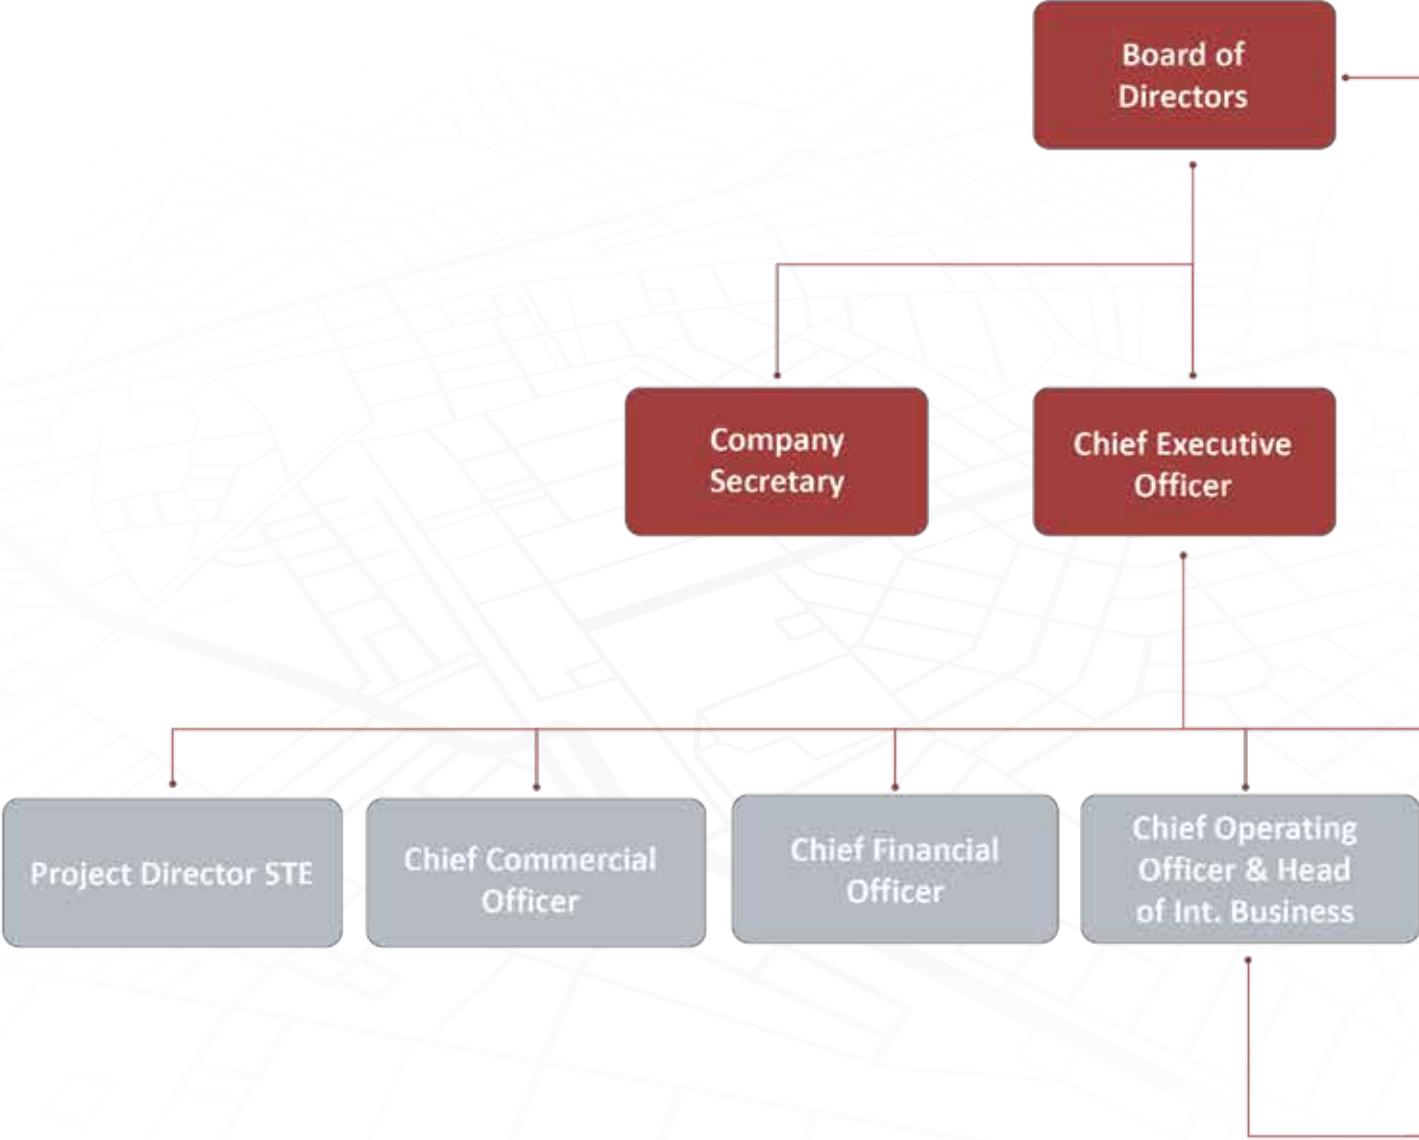 Board of
Directors
Company
Secretary
Chief Executive
Officer
Project Director STE
Chief Commercial
Officer
Chief Financial
Officer
Chief Operating
Officer & Head
of Int. Business